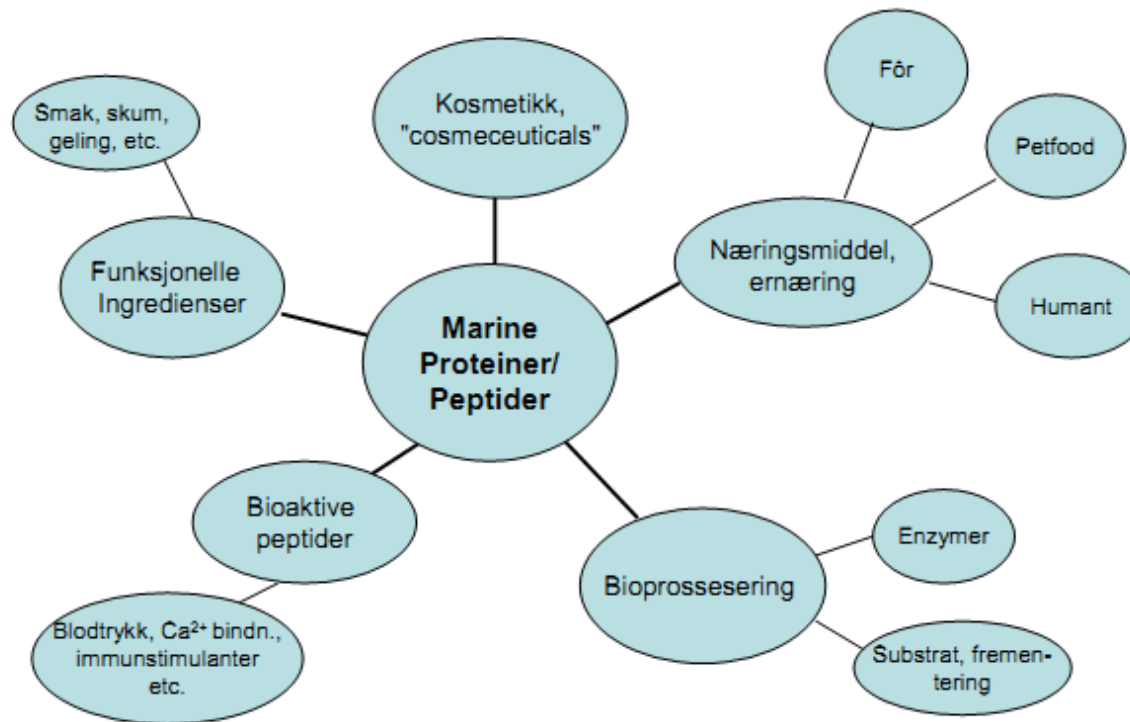 Fôr
Kosmetikk,
"cosmeceuticals"
Smak, skum,
geling, etc.
Petfood
Næringsmiddel,
ernæring
Funksjonelle
Ingredienser
Humant
Marine
Proteiner/
Peptider
Bioaktive
peptider
Enzymer
Bioprossesering
Blodtrykk, Ca²⁺ bindn.,
immunstimulanter
etc.
Substrat, fremen-
tering